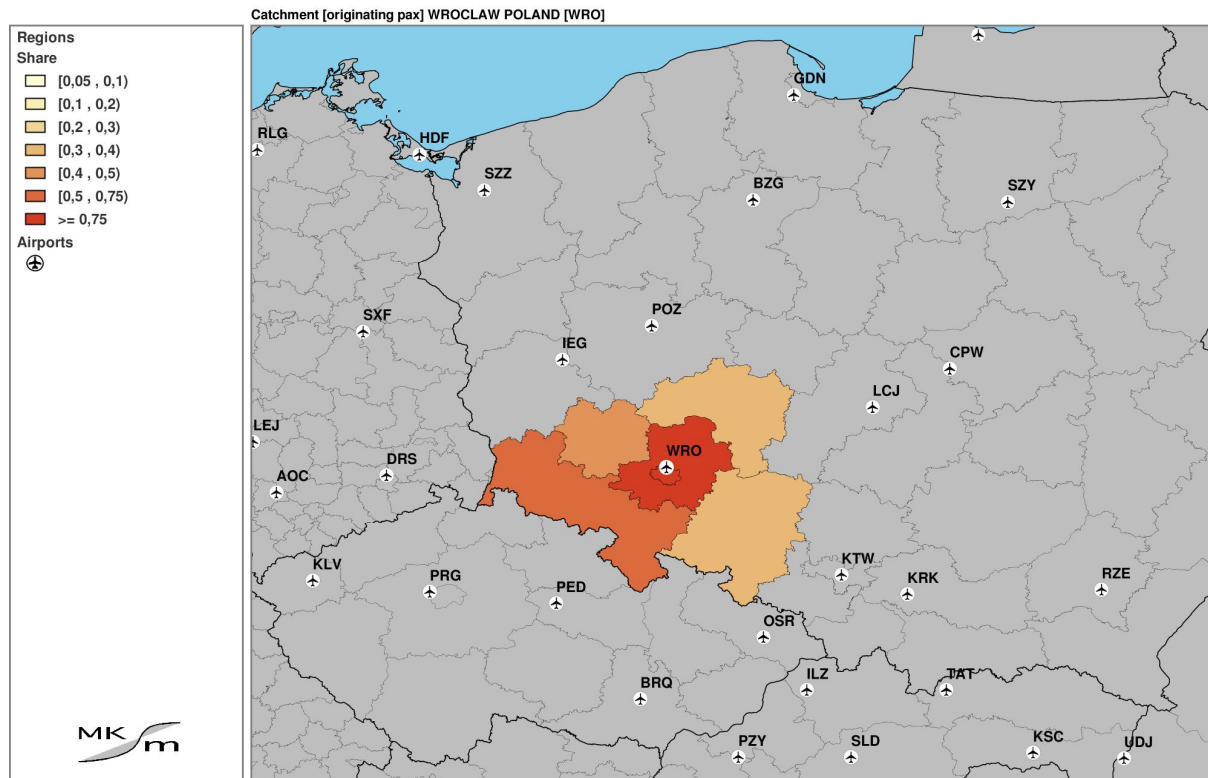 Catchment [originating pax] WROCLAW POLAND [WRO]
Regions
Share
[0,05 , 0,1)
[0,1 , 0,2)
[0,2 , 0,3)
[0,3 , 0,4)
[0,4 , 0,5)
[0,5 , 0,75)
>= 0,75
Airports
GDN
RLG
HDF
SZZ
BZG
SZY
SXF
POZ
IEG
CPW
LCJ
LEJ
WRO
DRS
AOC
KLV
PRG
PED
KTW
KRK
RZE
OSR
BRQ
ILZ
TAT
PZY
SLD
KSC
UDJ
MK
m